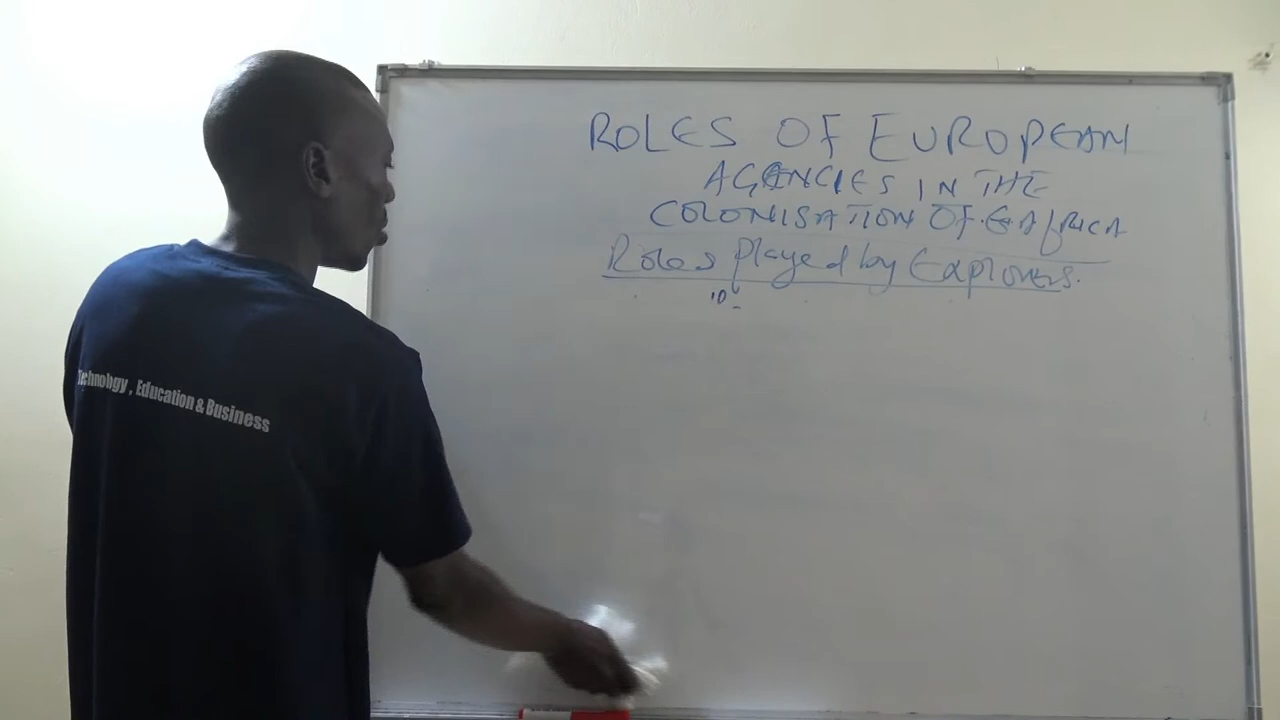 ROLES OF EUROPEAN
AGENCIES IN THE
COLONISATION OF E. AfRICA
Roles Played by Explorers.
Technology , Education & Business